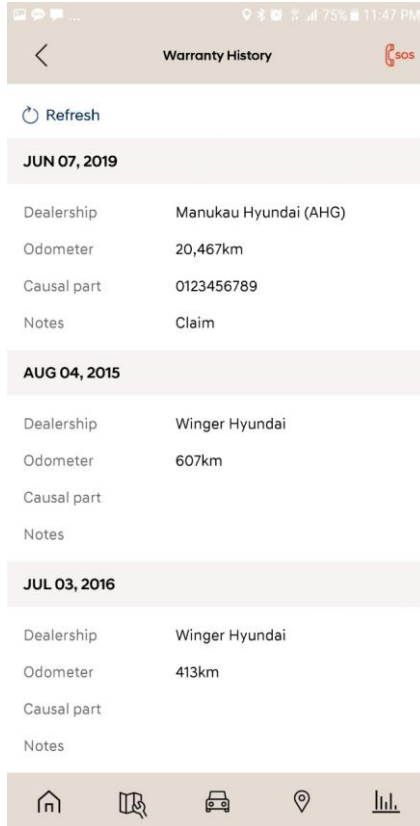 75% 11:47 PM
Warranty History
SOS
Refresh
JUN 07, 2019
Dealership Manukau Hyundai (AHG)
Odometer 20,467km
Causal part 0123456789
Notes Claim
AUG 04, 2015
Dealership Winger Hyundai
Odometer 607km
Causal part
Notes
JUL 03, 2016
Dealership Winger Hyundai
Odometer 413km
Causal part
Notes